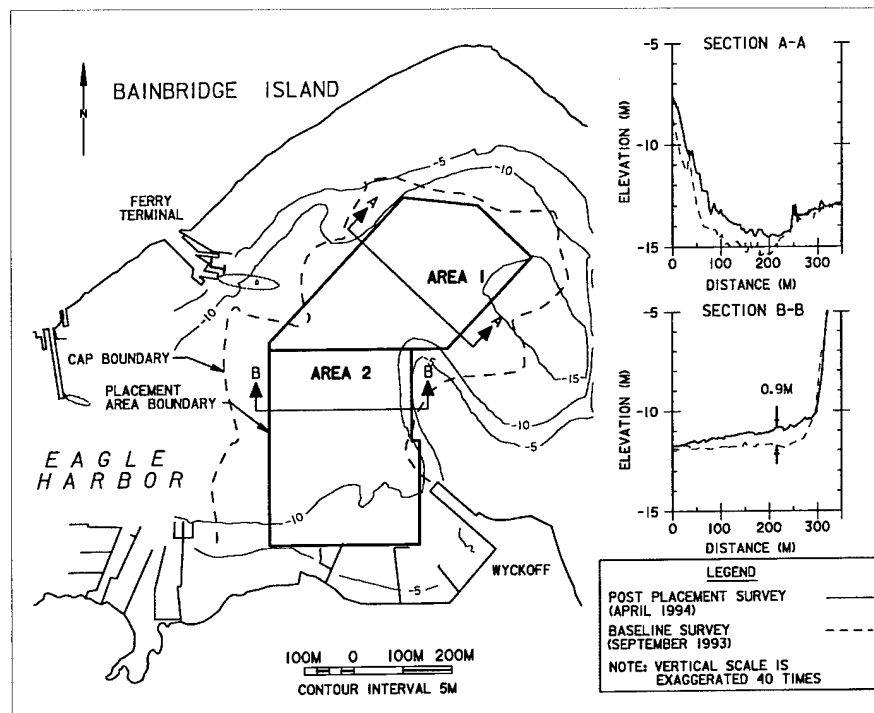 N
BAINBRIDGE ISLAND
FERRY
TERMINAL
-5
-10
A
AREA 1
A
-10
-15
CAP BOUNDARY
PLACEMENT
AREA BOUNDARY
B
AREA 2
B
-5
-10
-5
EAGLE
HARBOR
-10
-5
WYCKOFF
100M 0 100M 200M
CONTOUR INTERVAL 5M
SECTION A-A
-5
-10
-15
ELEVATION (M)
0 100 200 300
DISTANCE (M)
SECTION B-B
-5
-10
-15
ELEVATION (M)
0.9M
0 100 200 300
DISTANCE (M)
LEGEND
POST PLACEMENT SURVEY
(APRIL 1994)
BASELINE SURVEY
(SEPTEMBER 1993)
NOTE: VERTICAL SCALE IS
EXAGGERATED 40 TIMES